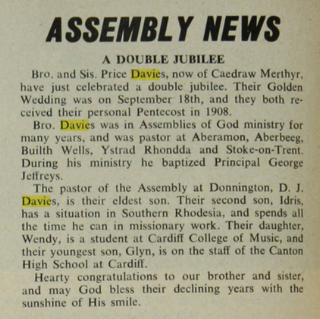 ASSEMBLY NEWS
A DOUBLE JUBILEE
Bro. and Sis. Price Davies, now of Caedraw Merthyr,
have just celebrated a double jubilee. Their Golden
Wedding was on September 18th, and they both re-
ceived their personal Pentecost in 1908.
Bro. Davies was in Assemblies of God ministry for
many years, and was pastor at Aberamon, Aberbeeg,
Builth Wells, Ystrad Rhondda and Stoke-on-Trent.
During his ministry he baptized Principal George
Jeffreys.
The pastor of the Assembly at Donnington, D. J.
Davies, is their eldest son. Their second son, Idris,
has a situation in Southern Rhodesia, and spends all
the time he can in missionary work. Their daughter,
Wendy, is a student at Cardiff College of Music, and
their youngest son, Glyn, is on the staff of the Canton
High School at Cardiff.
Hearty congratulations to our brother and sister,
and may God bless their declining years with the
sunshine of His smile.